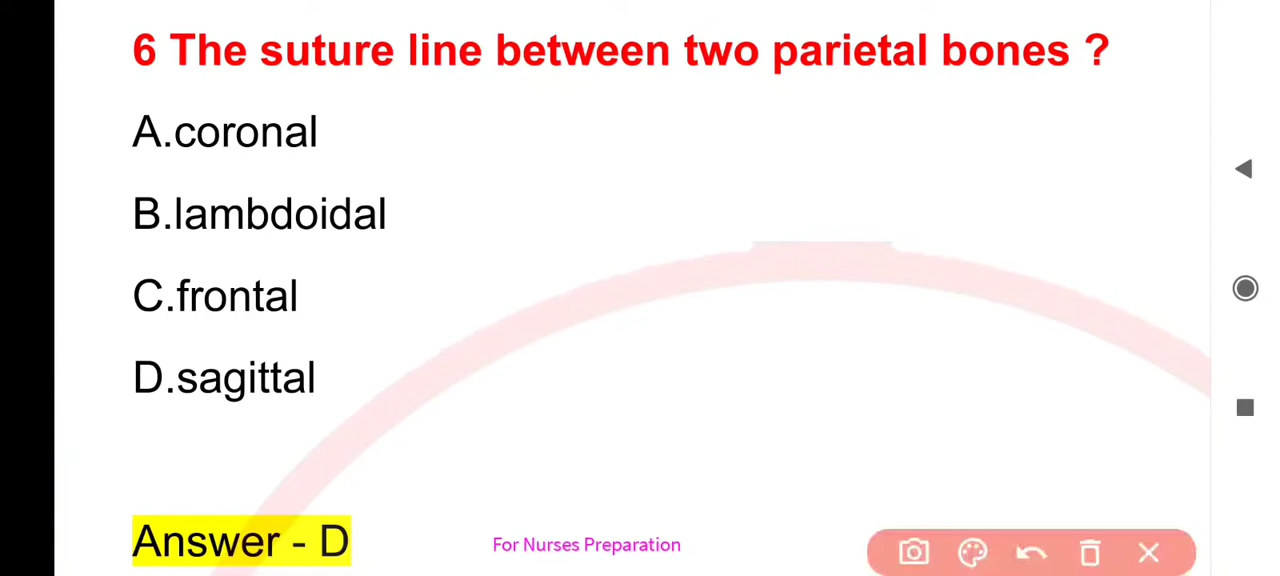 6 The suture line between two parietal bones ?
A.coronal
B.lambdoidal
C.frontal
D.sagittal
Answer - D
For Nurses Preparation